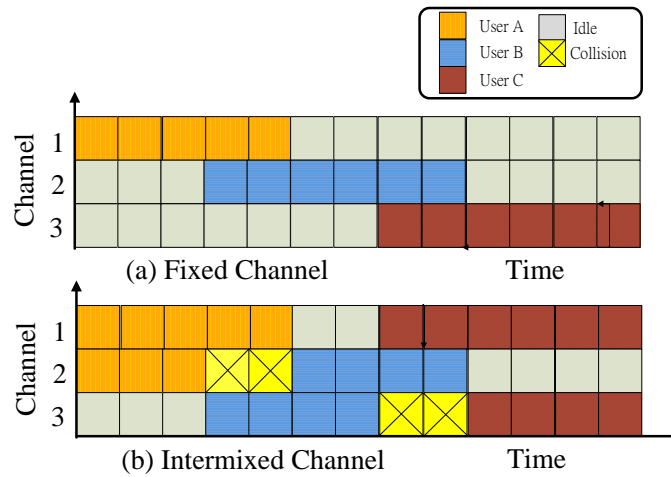 User A
Idle
User B
Collision
User C
Channel
1
2
3
(a) Fixed Channel
Time
Channel
1
2
3
(b) Intermixed Channel
Time